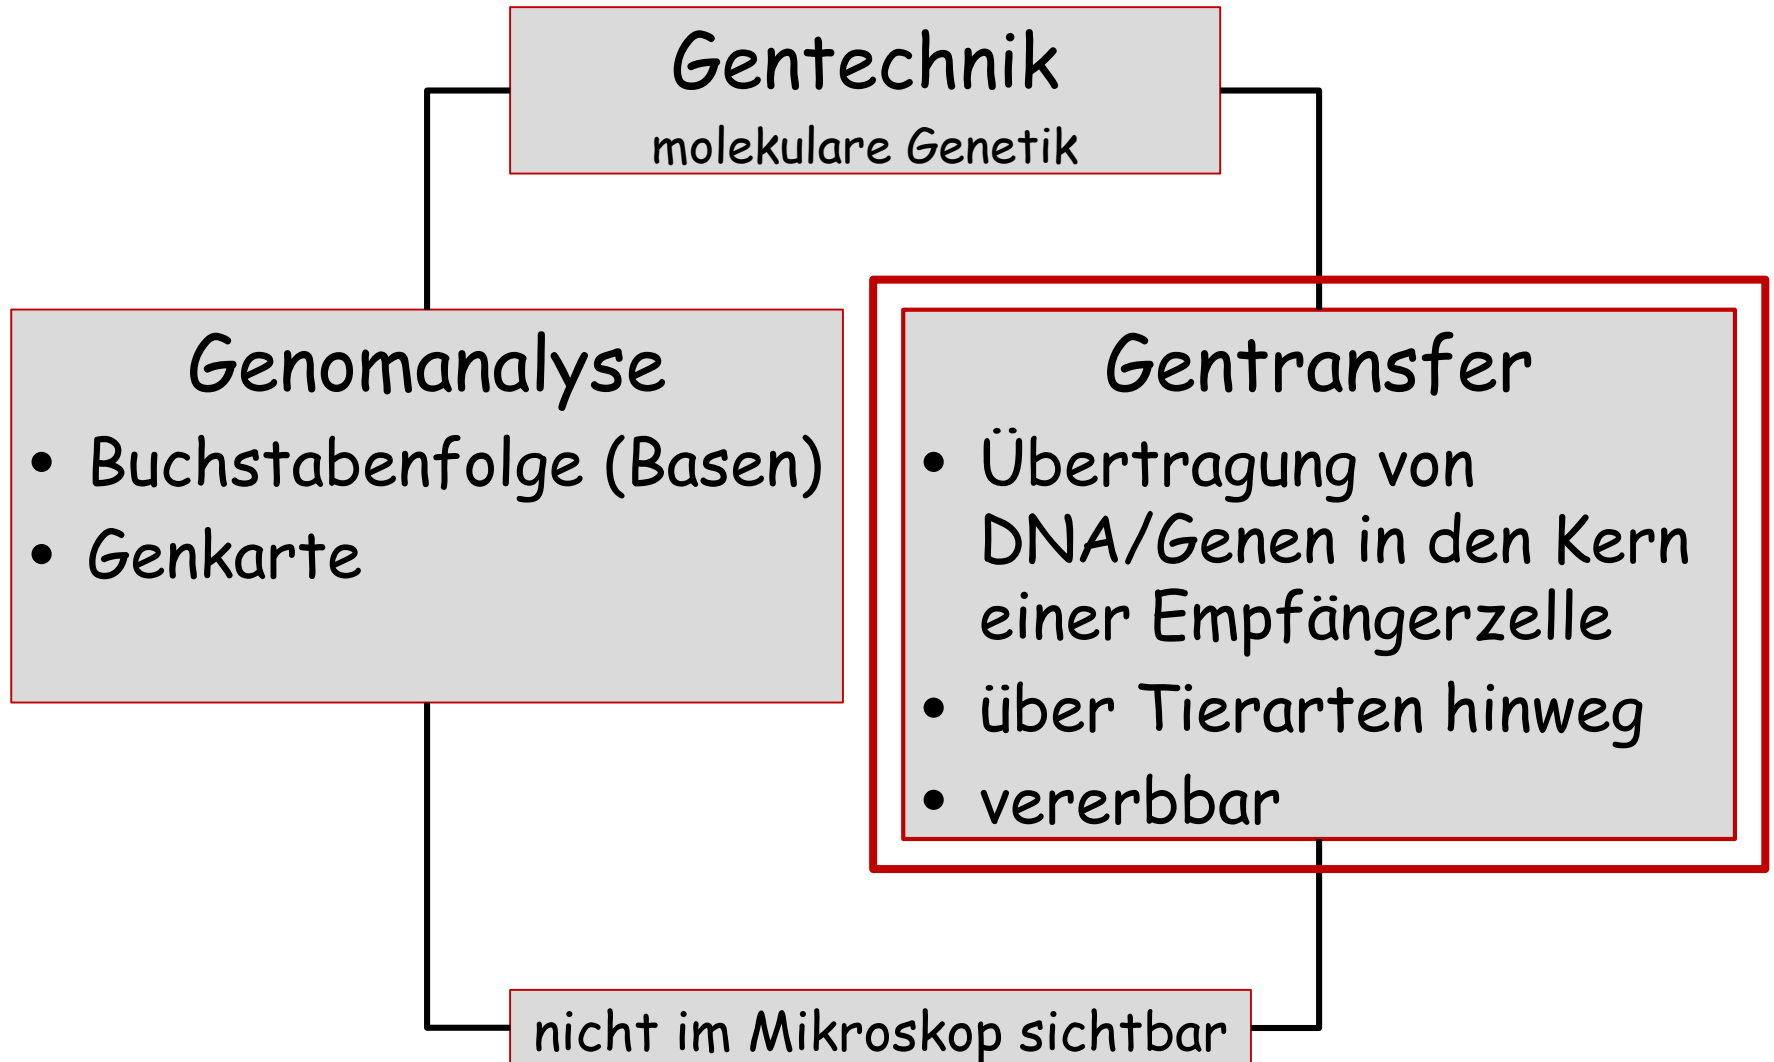 Gentechnik
molekulare Genetik
Genomanalyse
• Buchstabenfolge (Basen)
• Genkarte
Gentransfer
• Übertragung von
DNA/Genen in den Kern
einer Empfängerzelle
• über Tierarten hinweg
• vererbbar
nicht im Mikroskop sichtbar